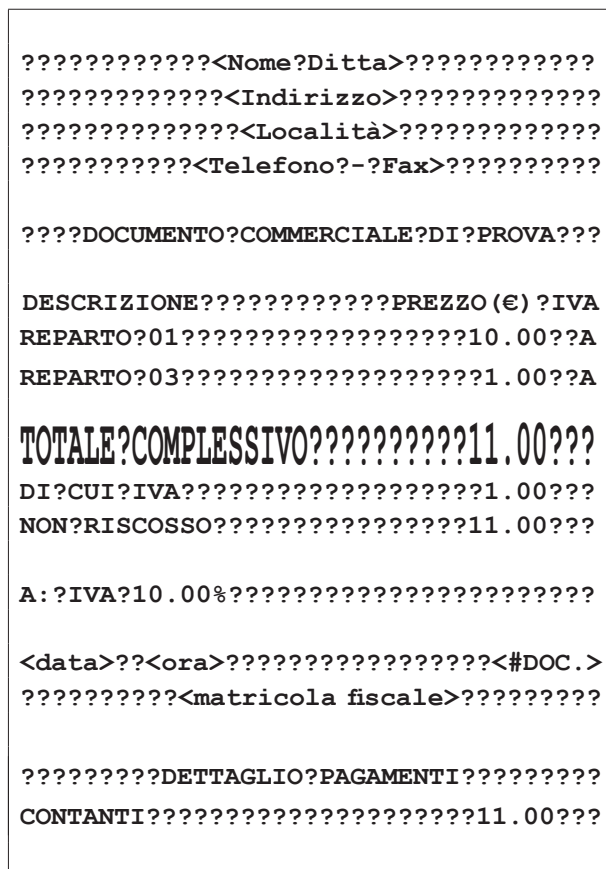 ????????????<Nome?Ditta>????????????
?????????????<Indirizzo>?????????????
??????????????<Località>?????????????
???????????<Telefono?-?Fax>??????????
????DOCUMENTO?COMMERCIALE?DI?PROVA???
DESCRIZIONE????????????PREZZO(€)?IVA
REPARTO?01??????????????????10.00??A
REPARTO?03???????????????????1.00??A
TOTALE?COMPLESSIVO??????????11.00???
DI?CUI?IVA???????????????????1.00???
NON?RISCOSSO????????????????11.00???
A:?IVA?10.00%???????????????????????
<data>??<ora>?????????????????<#DOC.>
??????????<matricola fiscale>?????????
?????????DETTAGLIO?PAGAMENTI?????????
CONTANTI?????????????????????11.00???